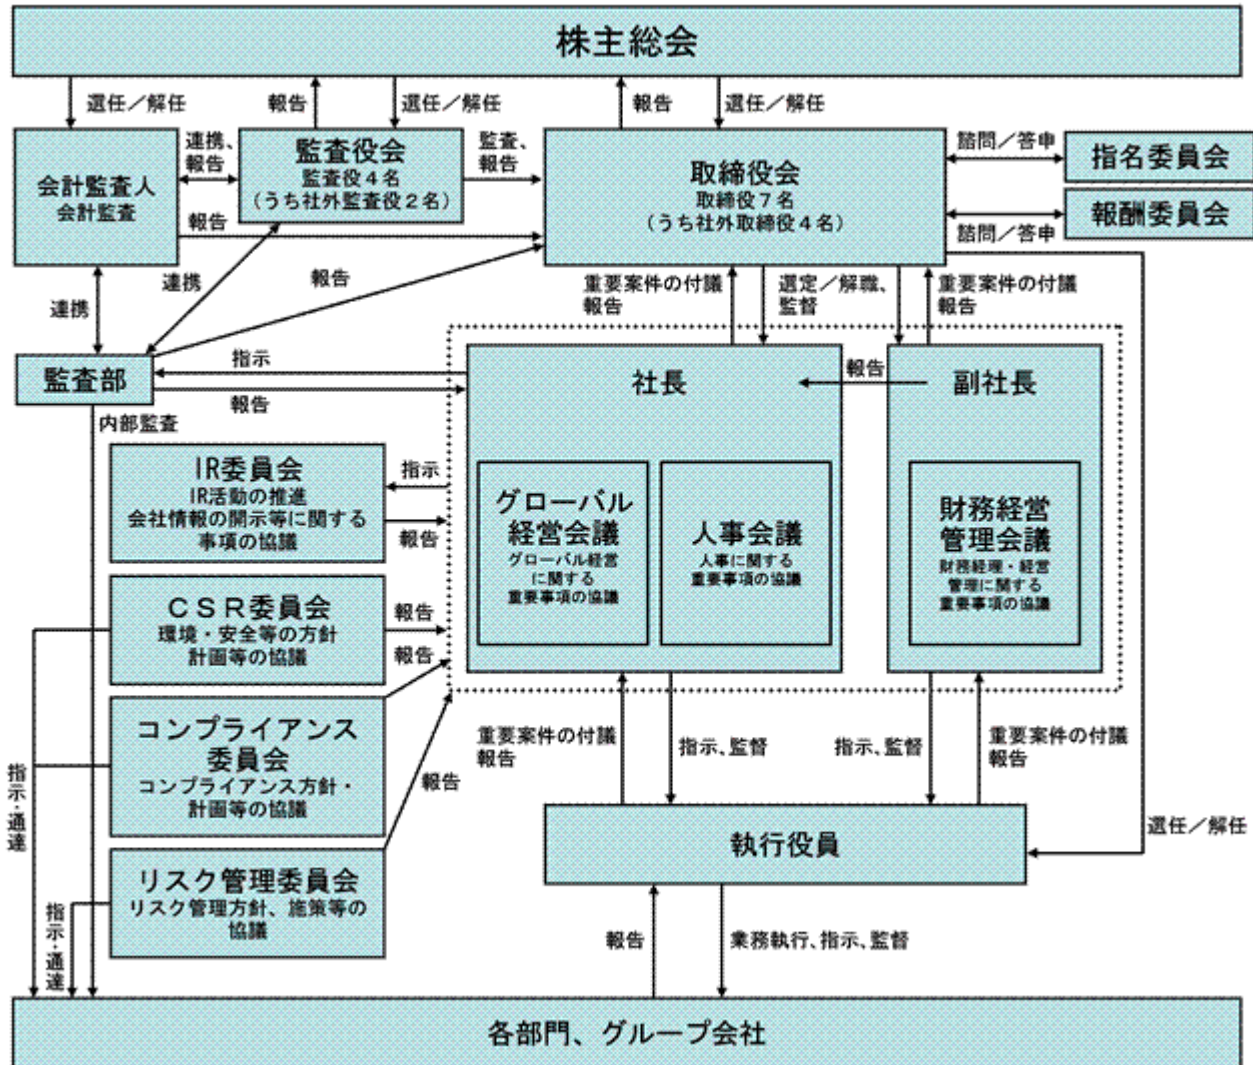 株主総会
選任／解任
報告
選任／解任
報告
選任／解任
会計監査人
会計監査
連携、
報告
監査役会
監査役４名
（うち社外監査役２名）
監査、
報告
取締役会
取締役７名
（うち社外取締役４名）
諮問／答申
指名委員会
報酬委員会
諮問／答申
報告
連携
連携
報告
重要案件の付議
報告
選定／解職、
監督
重要案件の付議
報告
監査部
指示
報告
内部監査
社長
報告
副社長
グローバル
経営会議
グローバル経営
に関する
重要事項の協議
人事会議
人事に関する
重要事項の協議
財務経営
管理会議
財務経理・経営
管理に関する
重要事項の協議
IR委員会
IR活動の推進
会社情報の開示等に関する
事項の協議
指示
報告
ＣＳＲ委員会
環境・安全等の方針
計画等の協議
報告
報告
コンプライアンス
委員会
コンプライアンス方針・
計画等の協議
報告
リスク管理委員会
リスク管理方針、施策等の
協議
指示・通達
指示・通達
重要案件の付議
報告
指示、監督
指示、監督
重要案件の付議
報告
執行役員
選任／解任
報告
業務執行、指示、監督
各部門、グループ会社